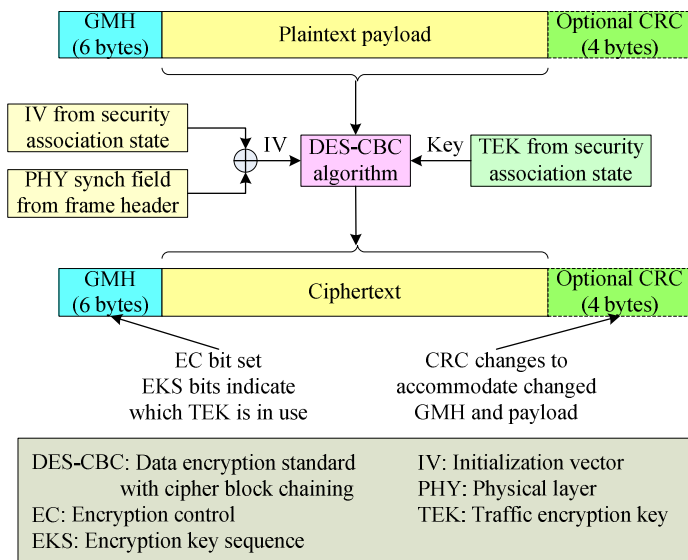 GMH
(6 bytes)
Plaintext payload
Optional CRC
(4 bytes)
IV from security
association state
PHY synch field
from frame header
IV
DES-CBC
algorithm
Key
TEK from security
association state
GMH
(6 bytes)
Ciphertext
Optional CRC
(4 bytes)
EC bit set
EKS bits indicate
which TEK is in use
CRC changes to
accommodate changed
GMH and payload
DES-CBC: Data encryption standard
with cipher block chaining
EC: Encryption control
EKS: Encryption key sequence
IV: Initialization vector
PHY: Physical layer
TEK: Traffic encryption key